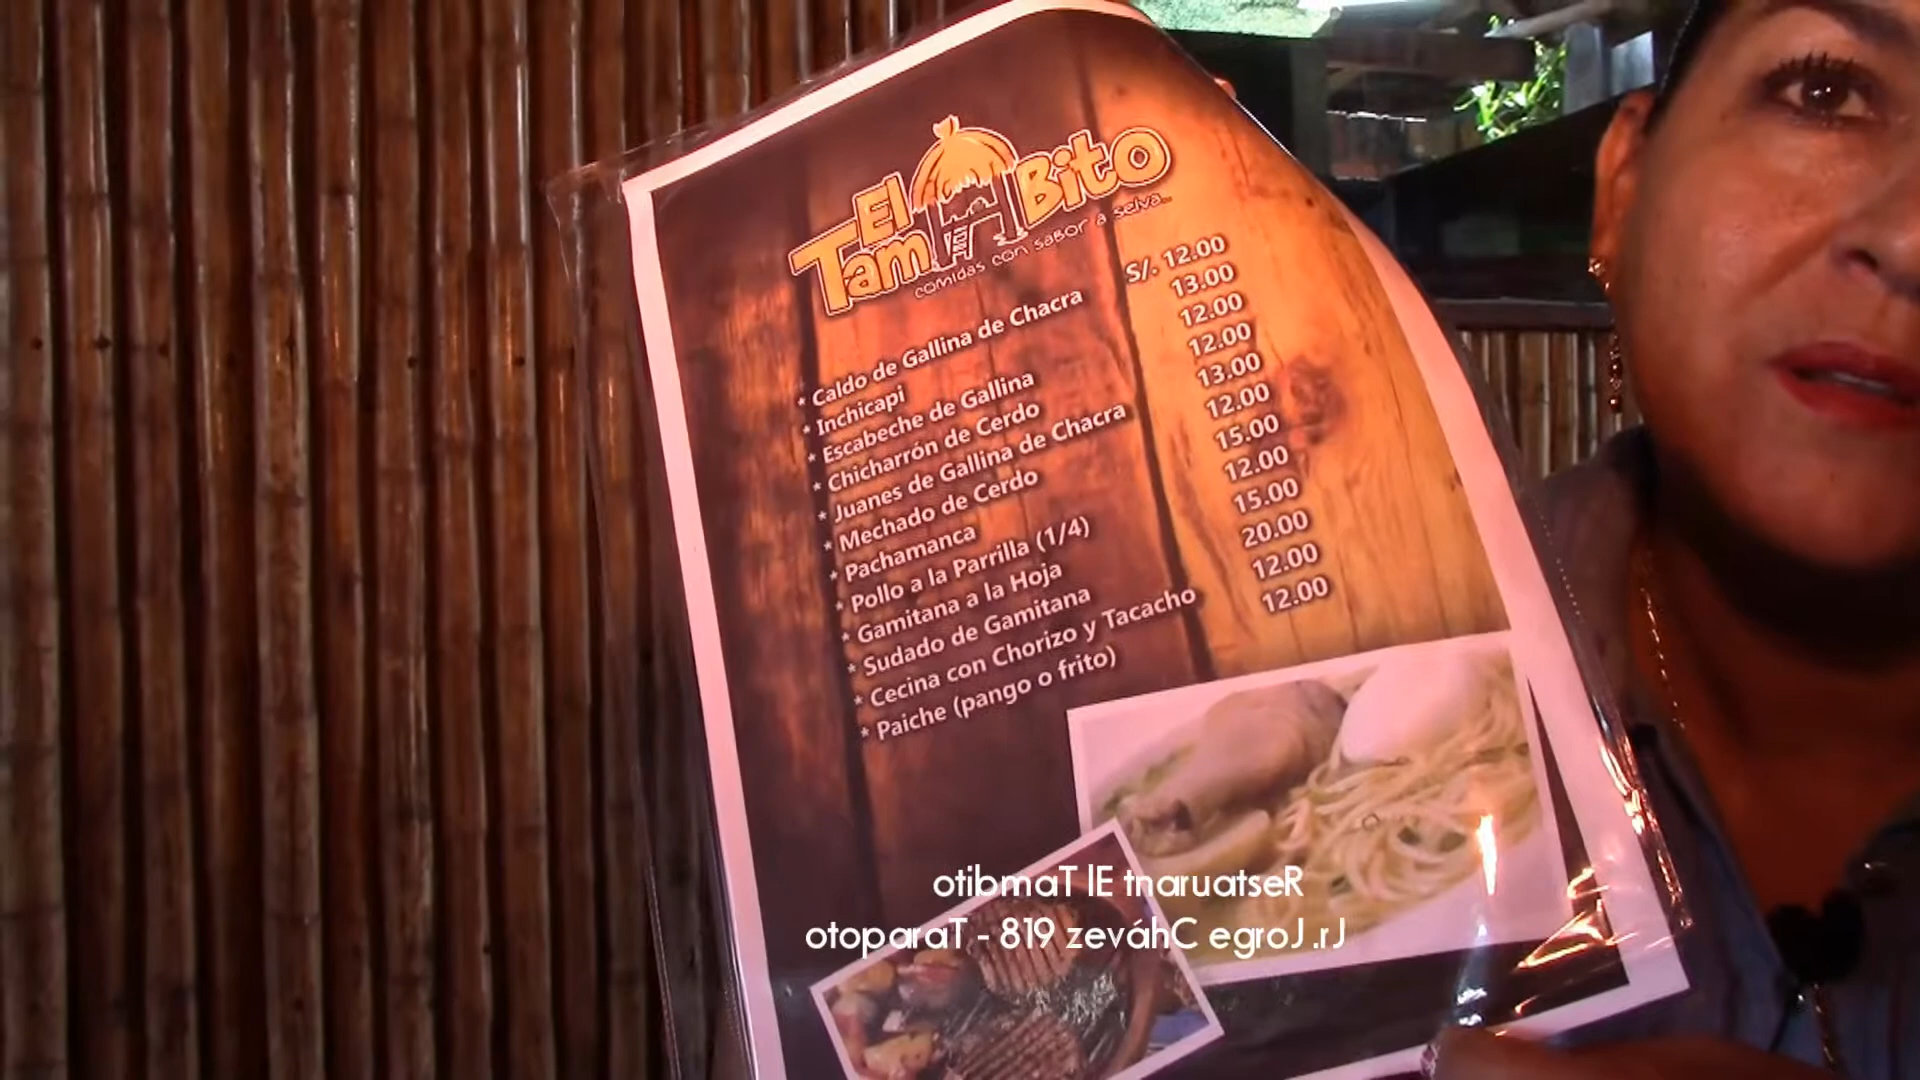 El TamBito
comidas con sabor a selva...
* Caldo de Gallina de Chacra S/. 12.00
* Inchicapi 13.00
* Escabeche de Gallina 12.00
* Chicharrón de Cerdo 12.00
* Juanes de Gallina de Chacra 13.00
* Mechado de Cerdo 12.00
* Pachamanca 15.00
* Pollo a la Parrilla (1/4) 12.00
* Gamitana a la Hoja 15.00
* Sudado de Gamitana 20.00
* Cecina con Chorizo y Tacacho 12.00
* Paiche (pango o frito) 12.00
otibmaT lE tnaruatseR
otoparaT - 819 zeváhC egroJ .rJ